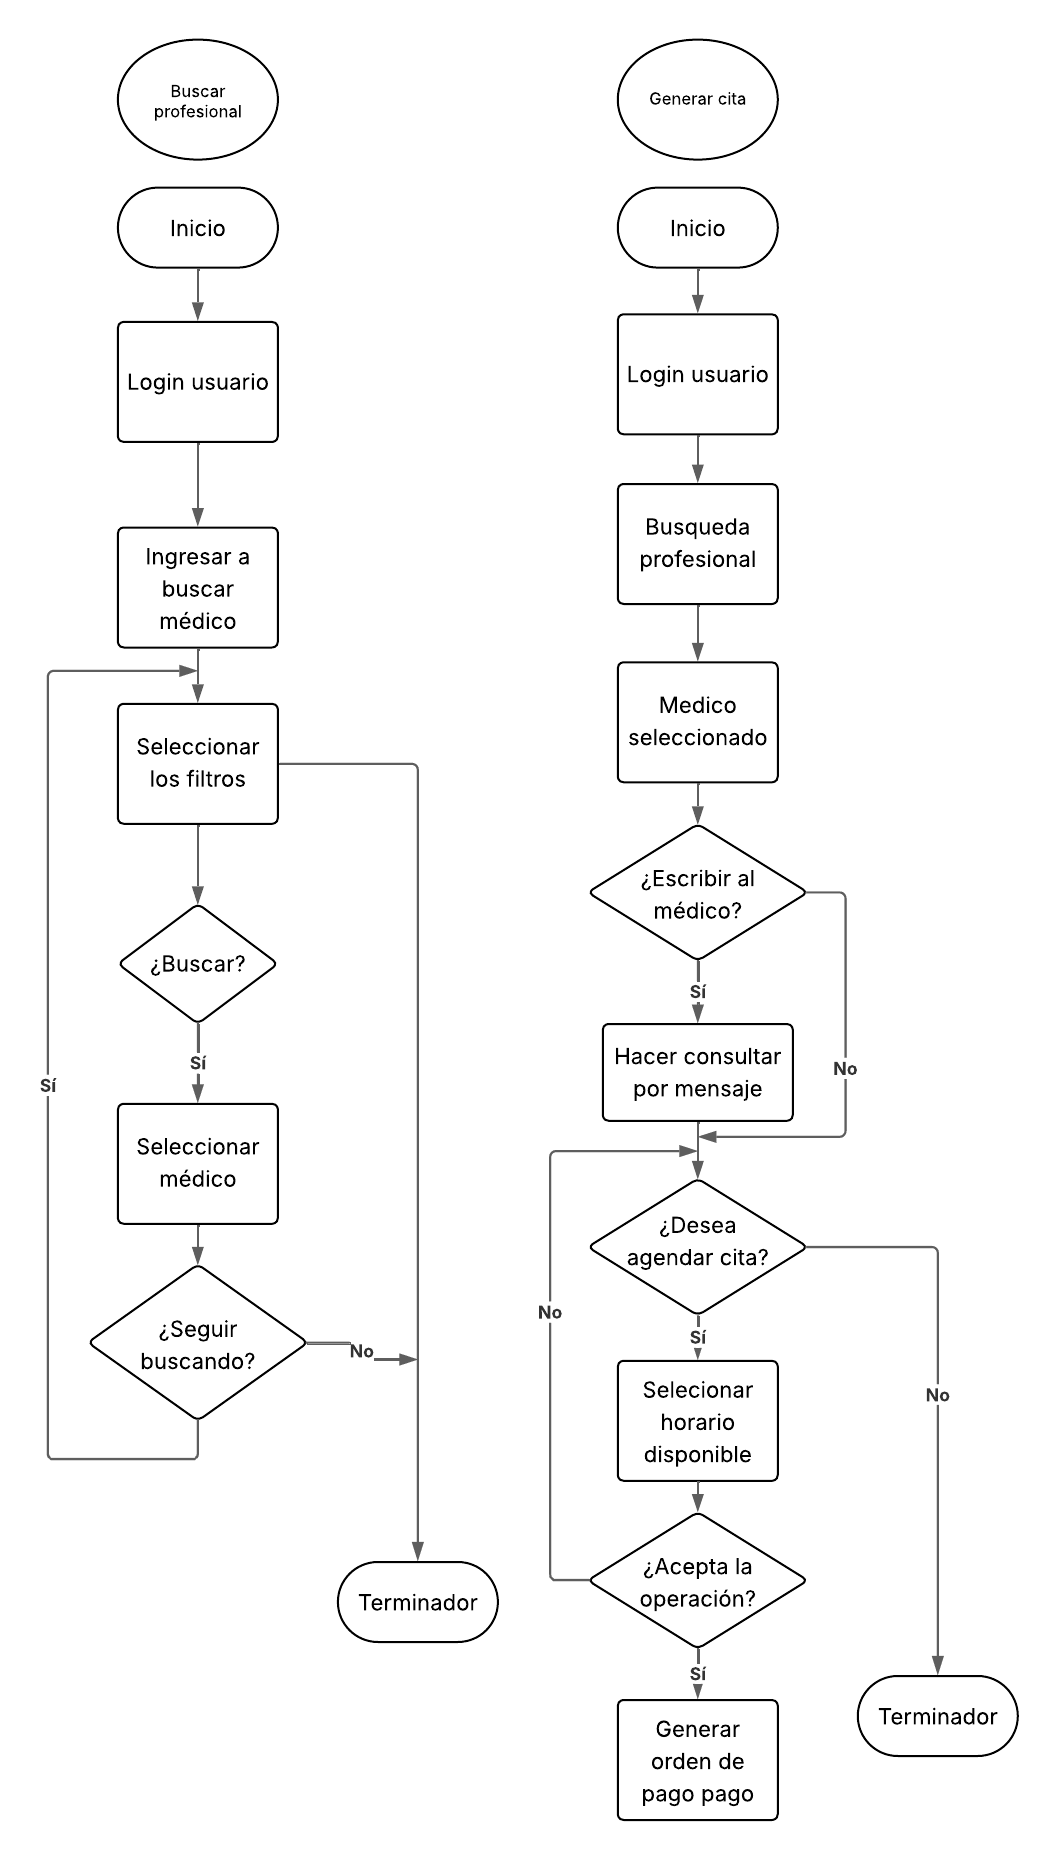 Buscar
profesional
Inicio
Login usuario
Ingresar a
buscar
médico
Seleccionar
los filtros
¿Buscar?
Sí
Sí
Seleccionar
médico
¿Seguir
buscando?
No
Terminador
Generar cita
Inicio
Login usuario
Busqueda
profesional
Medico
seleccionado
¿Escribir al
médico?
Sí
Hacer consultar
por mensaje
No
¿Desea
agendar cita?
No
Sí
No
Selecionar
horario
disponible
¿Acepta la
operación?
Sí
Generar
orden de
pago pago
Terminador